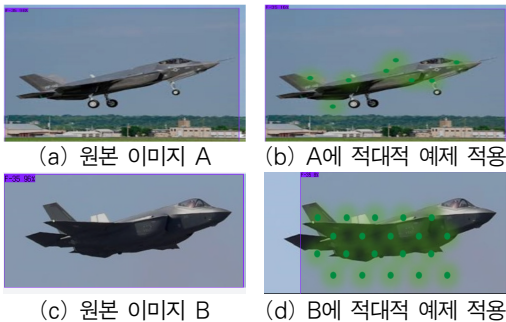 (a) 원본 이미지 A
(b) A에 적대적 예제 적용
F-35 96%
(c) 원본 이미지 B
(d) B에 적대적 예제 적용